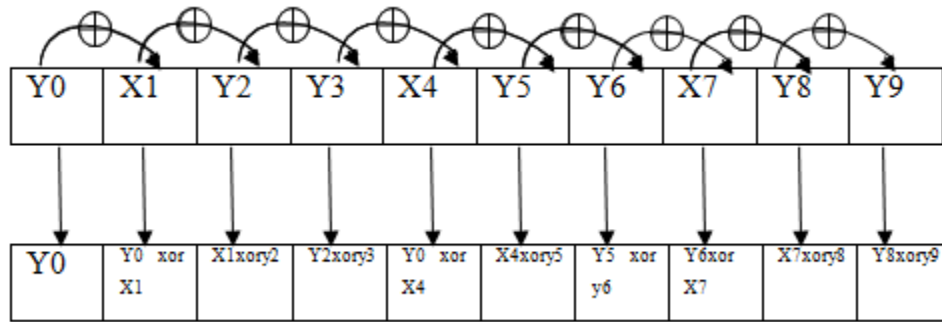 Y0 X1 Y2 Y3 X4 Y5 Y6 X7 Y8 Y9
Y0 Y0 xor X1xory2 Y2xory3 Y0 xor X4xory5 Y5 xor Y6xor X7xory8 Y8xory9
X1 X4 y6 X7